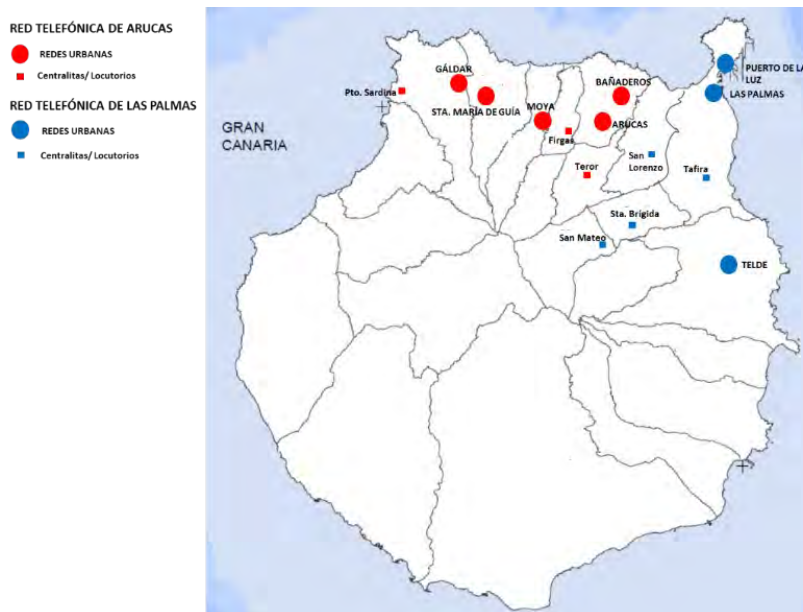 RED TELEFÓNICA DE ARUCAS
REDES URBANAS
Centralitas/ Locutorios
RED TELEFÓNICA DE LAS PALMAS
REDES URBANAS
Centralitas/ Locutorios
GRAN
CANARIA
Pto. Sardina
GÁLDAR
STA. MARÍA DE GUÍA
MOYA
Firgas
BAÑADEROS
ARUCAS
Teror
San
Lorenzo
PUERTO DE LA
LUZ
LAS PALMAS
Tafira
Sta. Brigida
San Mateo
TELDE